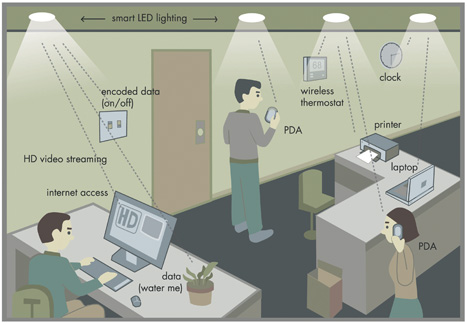 smart LED lighting
encoded data
(on/off)
88
wireless
thermostat
clock
PDA
printer
HD video streaming
laptop
internet access
HD
PDA
data
(water me)